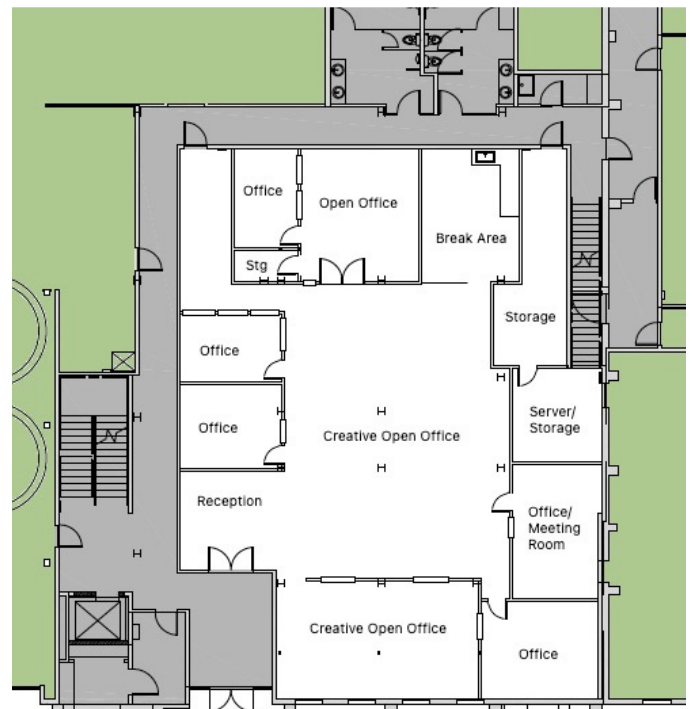 Office
Open Office
Break Area
Stg
Storage
Office
Server/
Storage
Office
Creative Open Office
Reception
Office/
Meeting
Room
Creative Open Office
Office